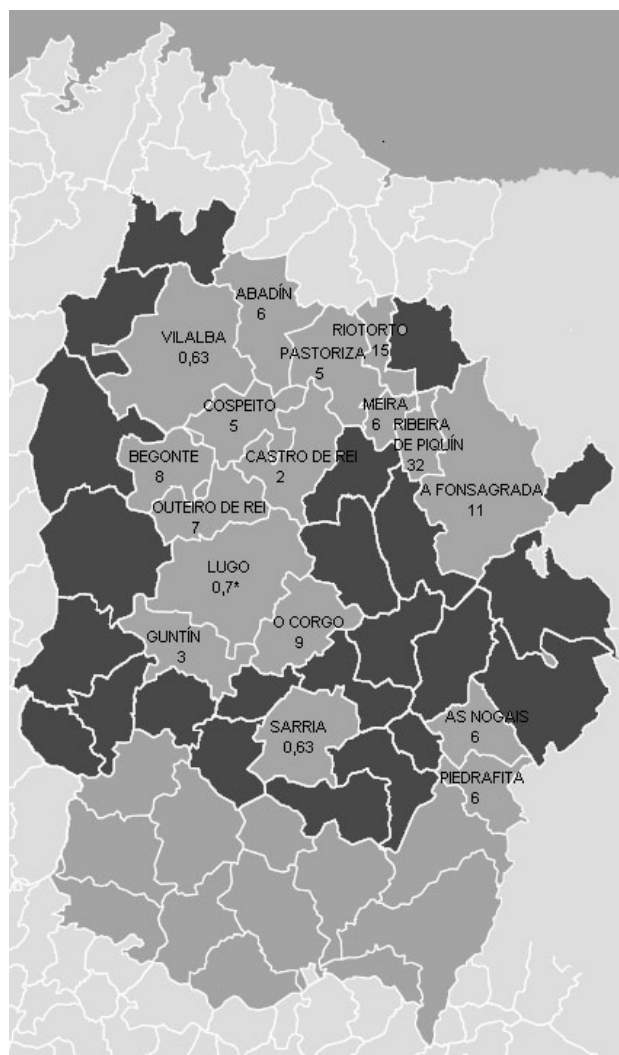 ABADÍN
6
VILALBA
0,63
RIOTORTO
15
PASTORIZA
5
COSPEITO
5
MEIRA
6
RIBEIRA
DE PIQUÍN
32
BEGONTE
8
CASTRO DE REI
2
A FONSAGRADA
11
OUTEIRO DE REI
7
LUGO
0,7*
O CORGO
9
GUNTÍN
3
SARRIA
0,63
AS NOGAIS
6
PIEDRAFITA
6